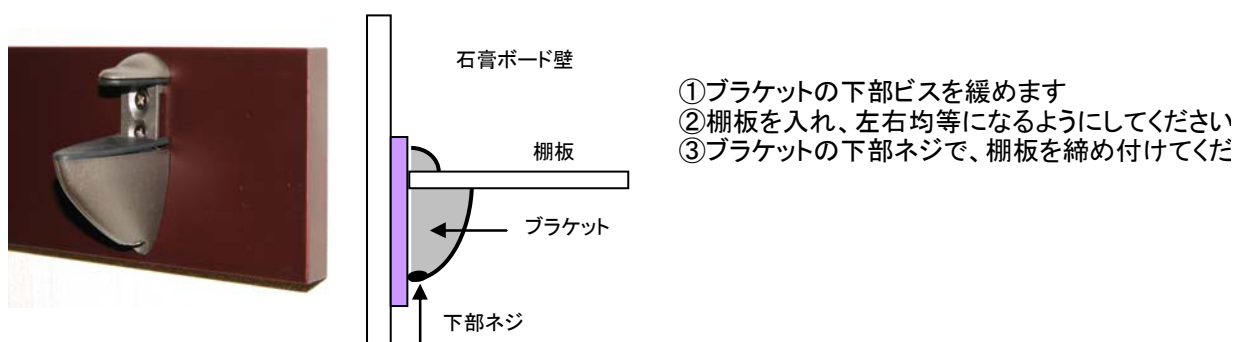 石膏ボード壁
棚板
ブラケット
下部ネジ
①ブラケットの下部ビスを緩めます
②棚板を入れ、左右均等になるようにしてください
③ブラケットの下部ネジで、棚板を締め付けてくだ